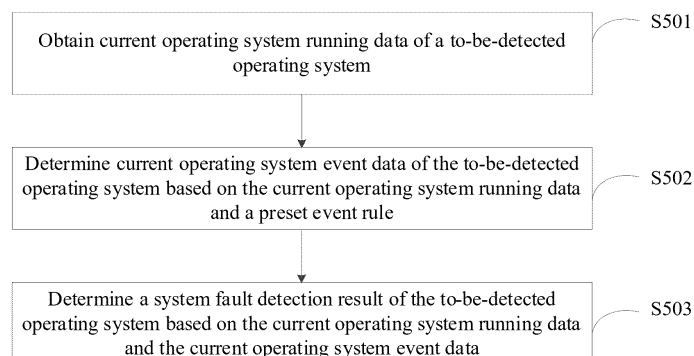 Obtain current operating system running data of a to-be-detected
operating system
S501
Determine current operating system event data of the to-be-detected
operating system based on the current operating system running data
and a preset event rule
S502
Determine a system fault detection result of the to-be-detected
operating system based on the current operating system running data
and the current operating system event data
S503